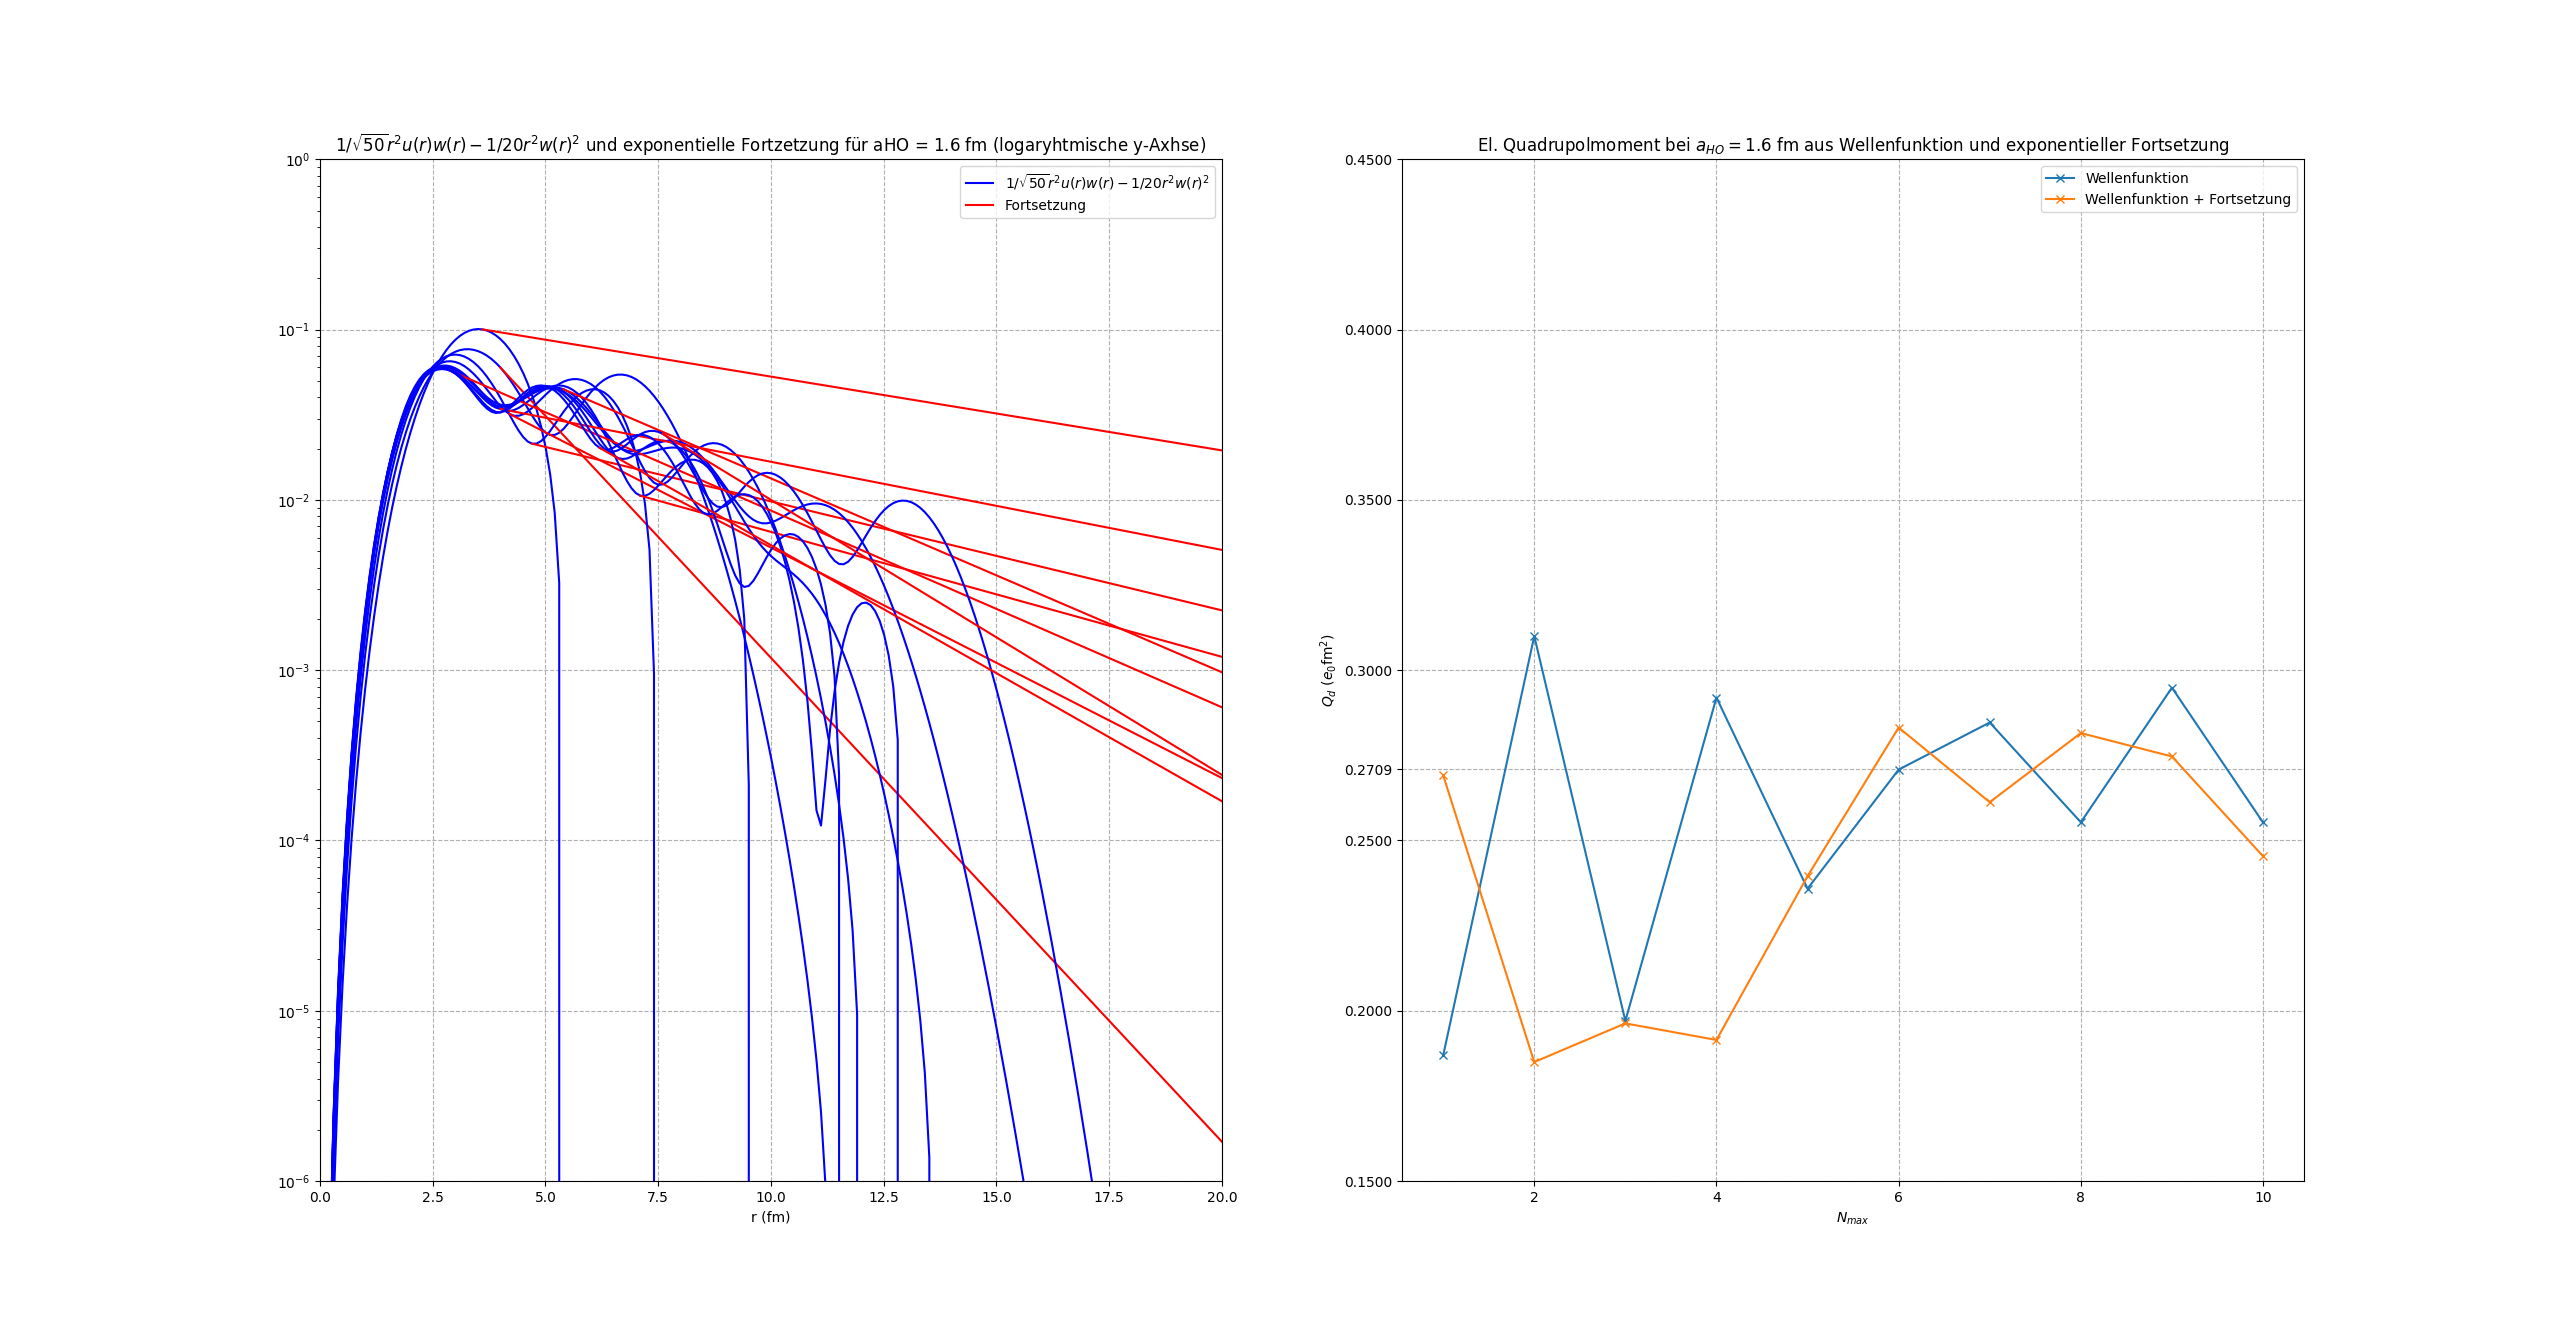 1/√50 r²u(r)w(r) − 1/20r²w(r)² und exponentielle Fortzetzung für aHO = 1.6 fm (logaryhtmische y-Axhse)
10⁰
10⁻¹
10⁻²
10⁻³
10⁻⁴
10⁻⁵
10⁻⁶
1/√50 r²u(r)w(r) − 1/20r²w(r)²
Fortsetzung
0.0 2.5 5.0 7.5 10.0 12.5 15.0 17.5 20.0
r (fm)
El. Quadrupolmoment bei a_HO = 1.6 fm aus Wellenfunktion und exponentieller Fortsetzung
Q_d (e₀fm²)
0.4500
0.4000
0.3500
0.3000
0.2709
0.2500
0.2000
0.1500
Wellenfunktion
Wellenfunktion + Fortsetzung
2 4 6 8 10
N_max